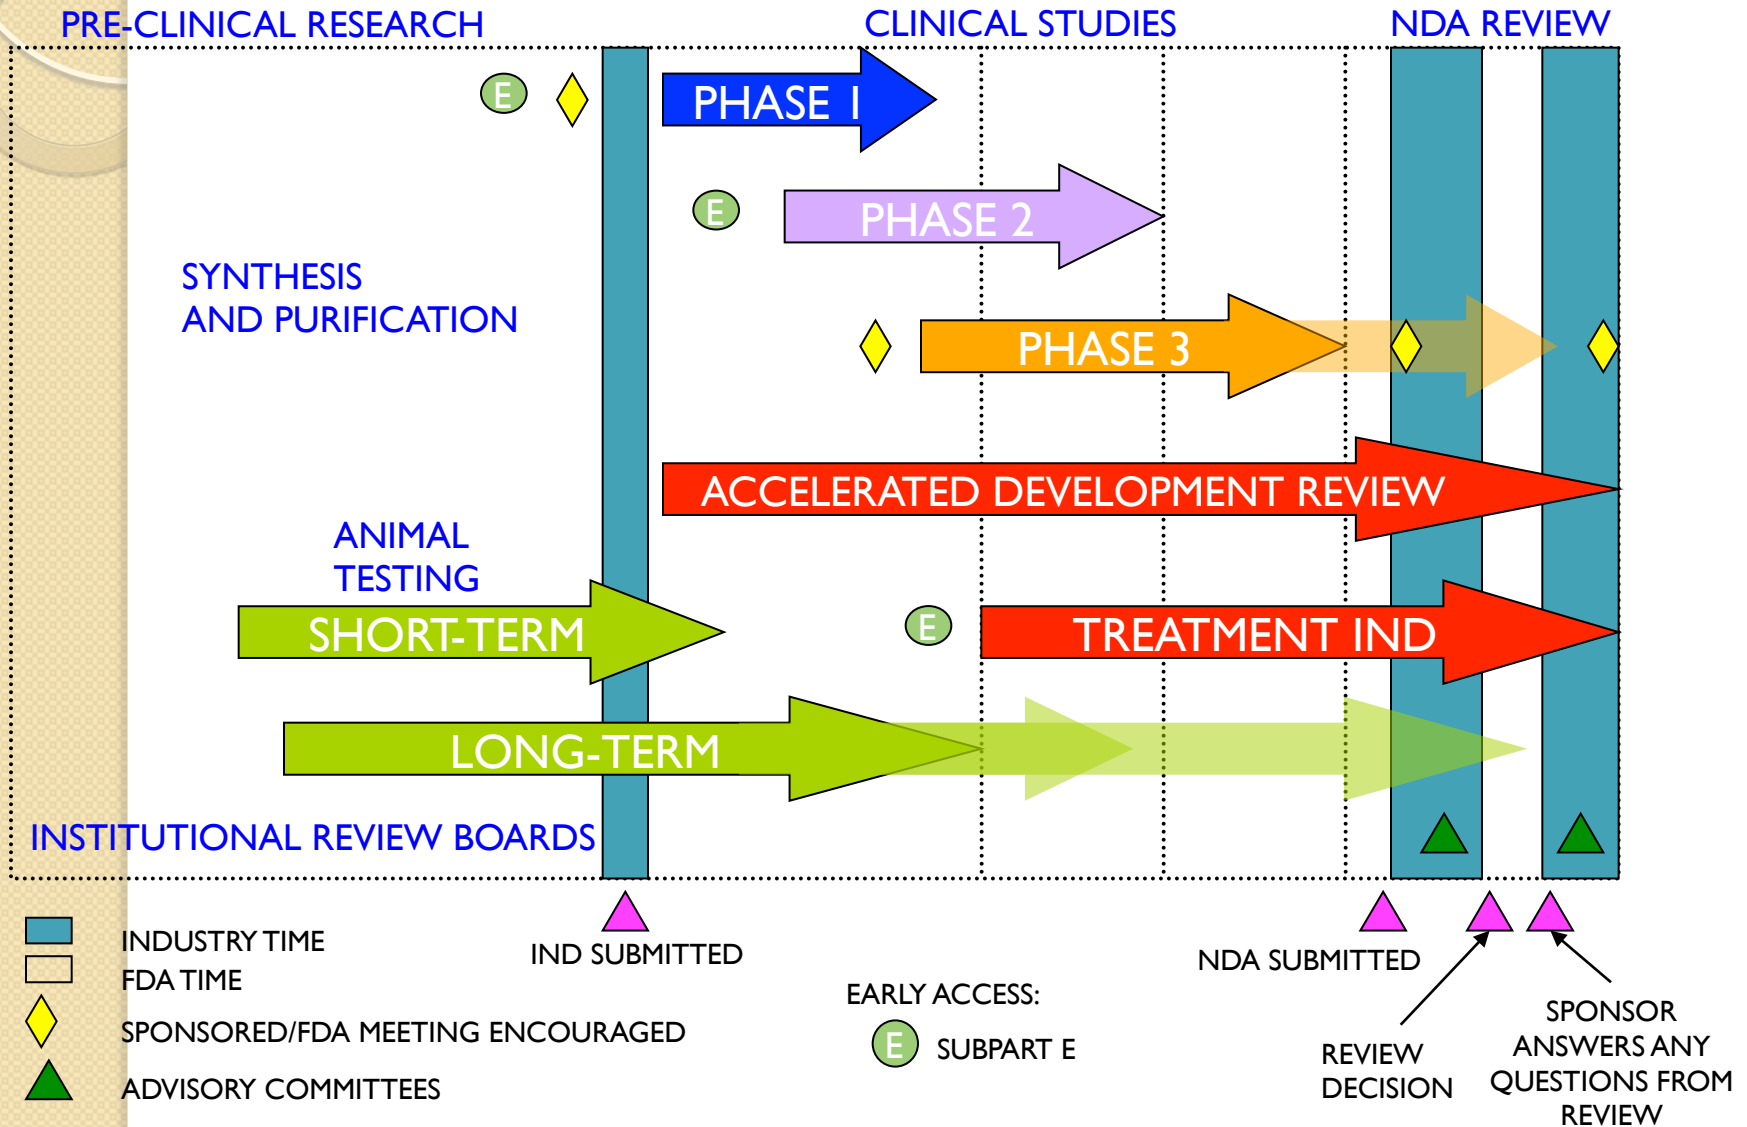 PRE-CLINICAL RESEARCH
CLINICAL STUDIES
NDA REVIEW
E
PHASE 1
E
PHASE 2
SYNTHESIS
AND PURIFICATION
PHASE 3
ACCELERATED DEVELOPMENT REVIEW
ANIMAL
TESTING
SHORT-TERM
E
TREATMENT IND
LONG-TERM
INSTITUTIONAL REVIEW BOARDS
INDUSTRY TIME
FDA TIME
SPONSORED/FDA MEETING ENCOURAGED
ADVISORY COMMITTEES
IND SUBMITTED
EARLY ACCESS:
E
SUBPART E
NDA SUBMITTED
REVIEW
DECISION
SPONSOR
ANSWERS ANY
QUESTIONS FROM
REVIEW